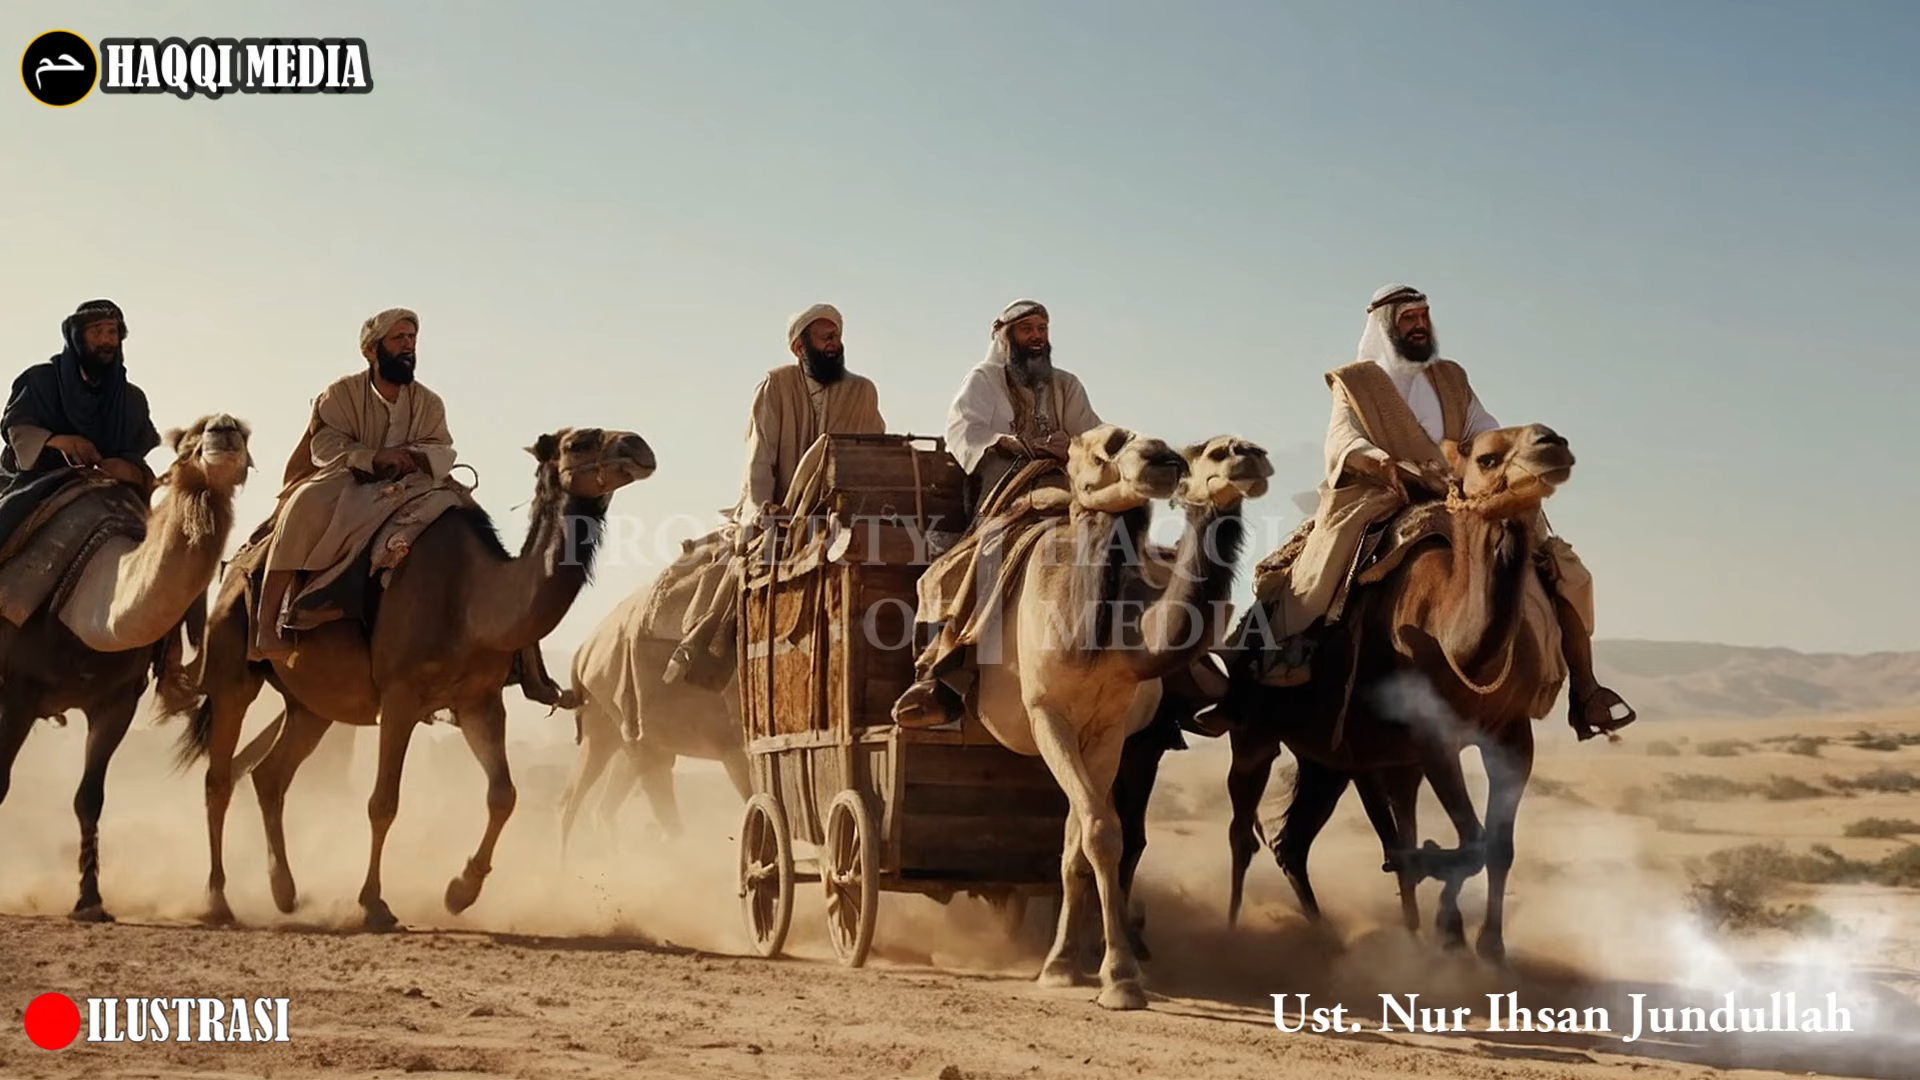 حم HAQQI MEDIA
PROPERTY HAQQI
OF MEDIA
ILUSTRASI
Ust. Nur Ihsan Jundullah